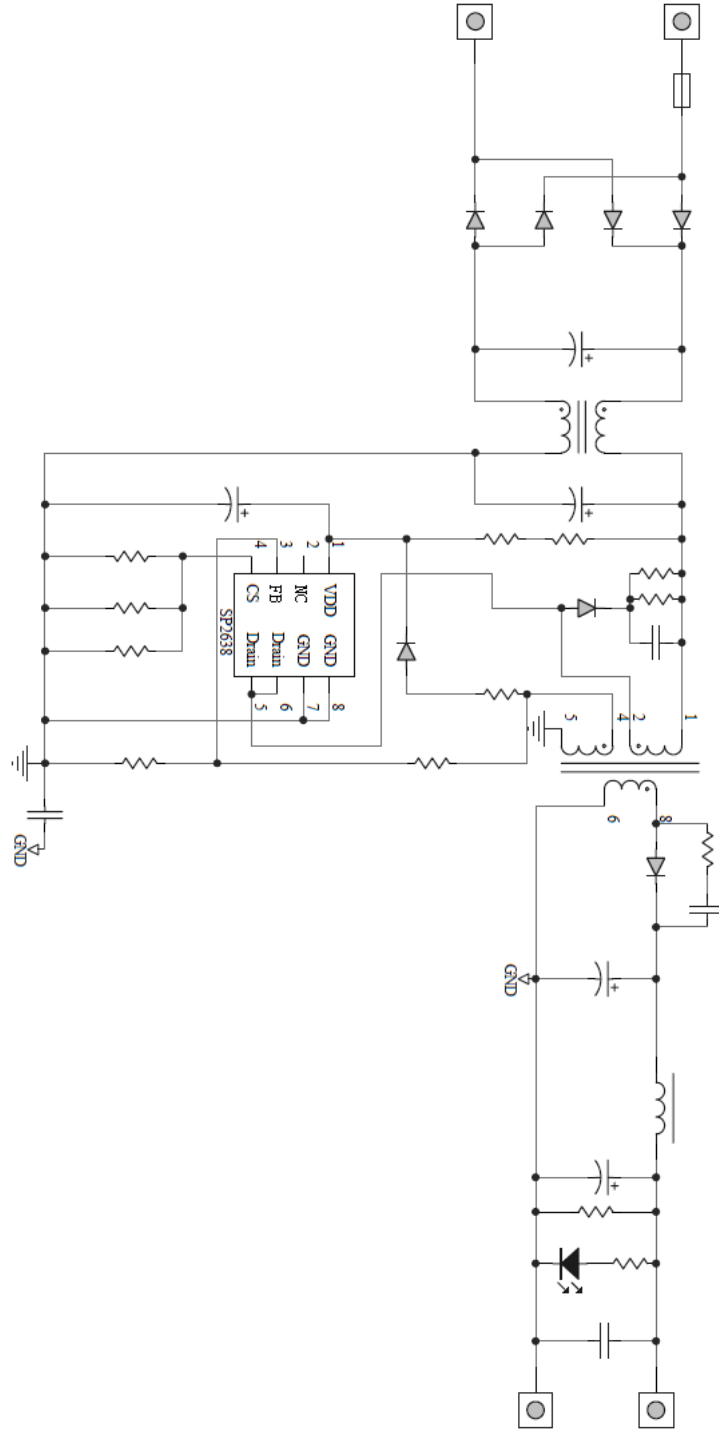 1
8
2
4 6
5
GND
1 VDD GND 8
2 NC GND 7
3 FB Drain 6
4 CS Drain 5
SP2638
GND